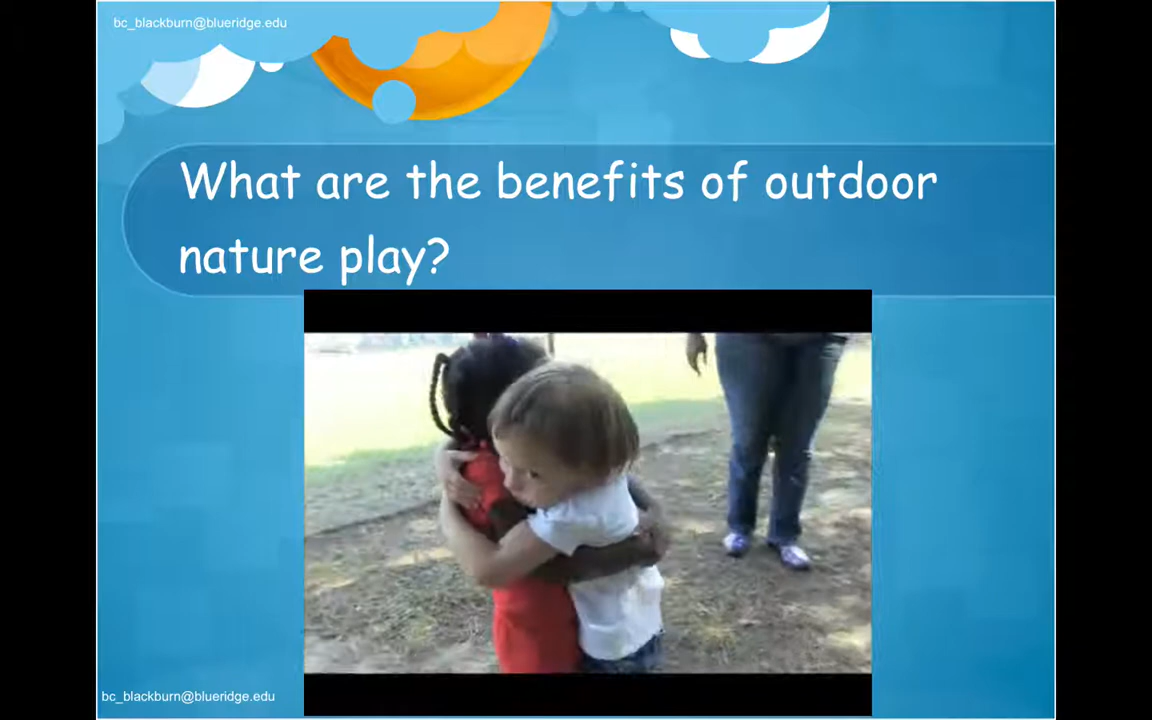 bc_blackburn@blueridge.edu
What are the benefits of outdoor
nature play?
bc_blackburn@blueridge.edu